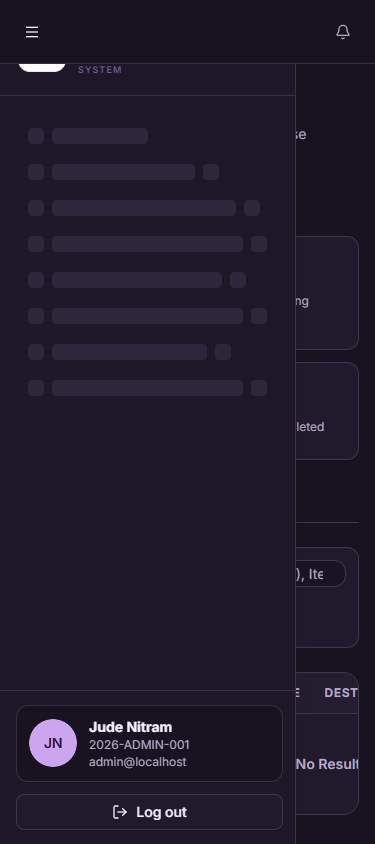 SYSTEM
se
ng
leted
), Ite
E DEST
No Result
Jude Nitram
JN
2026-ADMIN-001
admin@localhost
Log out